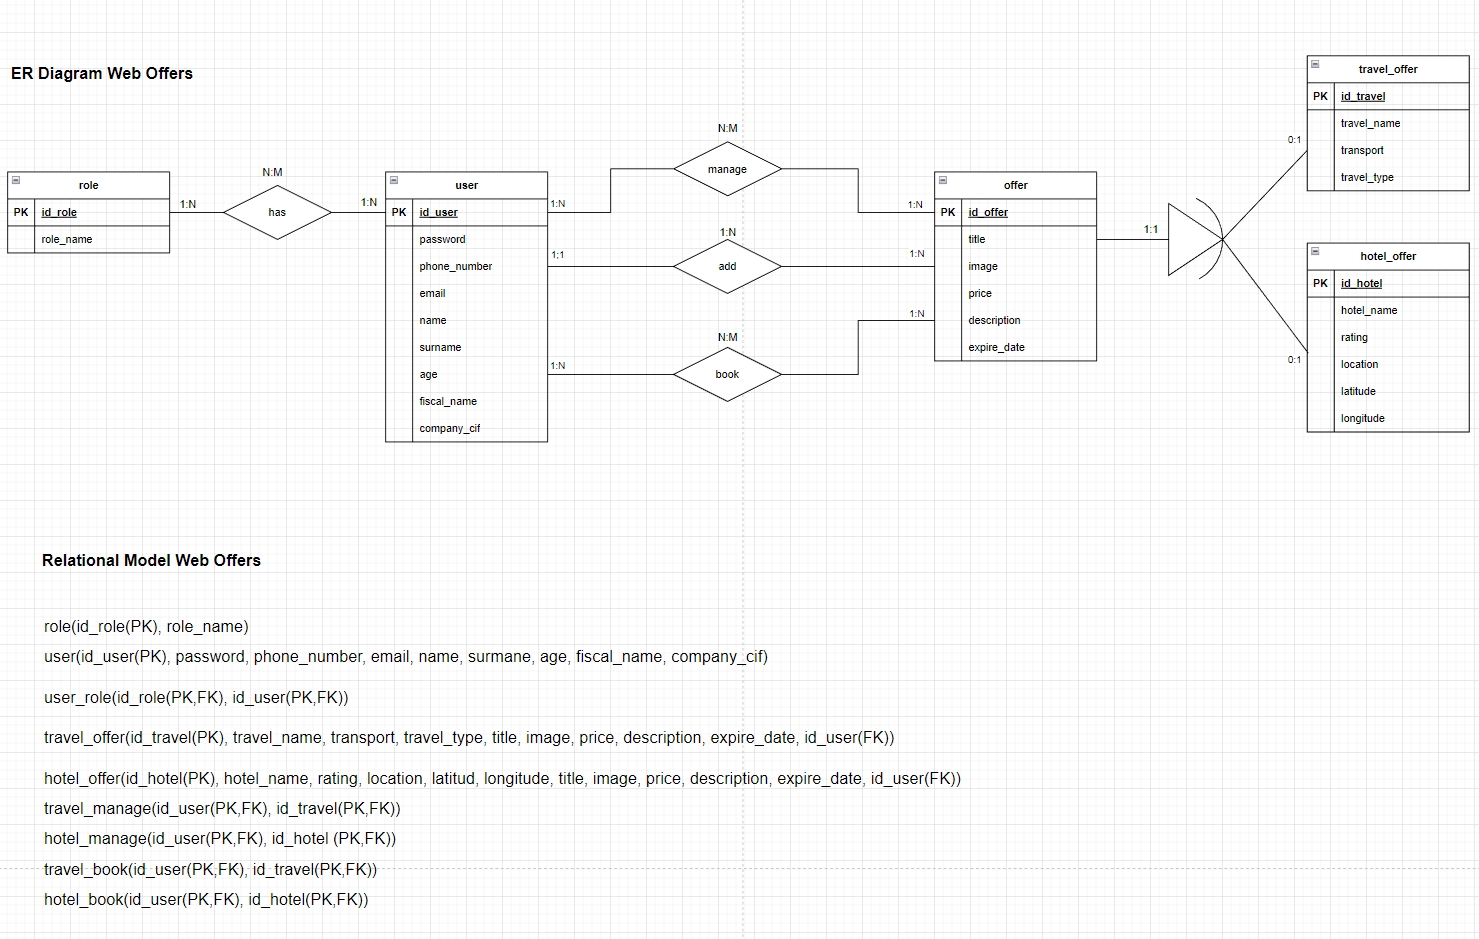 ER Diagram Web Offers
role
PK id_role
role_name
1:N
N:M
has
1:N
user
PK id_user
password
phone_number
email
name
surname
age
fiscal_name
company_cif
1:N
N:M
manage
1:N
1:1
1:N
add
1:N
1:N
N:M
book
1:N
offer
PK id_offer
title
image
price
description
expire_date
1:1
0:1
0:1
travel_offer
PK id_travel
travel_name
transport
travel_type
hotel_offer
PK id_hotel
hotel_name
rating
location
latitude
longitude
Relational Model Web Offers
role(id_role(PK), role_name)
user(id_user(PK), password, phone_number, email, name, surmane, age, fiscal_name, company_cif)
user_role(id_role(PK,FK), id_user(PK,FK))
travel_offer(id_travel(PK), travel_name, transport, travel_type, title, image, price, description, expire_date, id_user(FK))
hotel_offer(id_hotel(PK), hotel_name, rating, location, latitud, longitude, title, image, price, description, expire_date, id_user(FK))
travel_manage(id_user(PK,FK), id_travel(PK,FK))
hotel_manage(id_user(PK,FK), id_hotel (PK,FK))
travel_book(id_user(PK,FK), id_travel(PK,FK))
hotel_book(id_user(PK,FK), id_hotel(PK,FK))